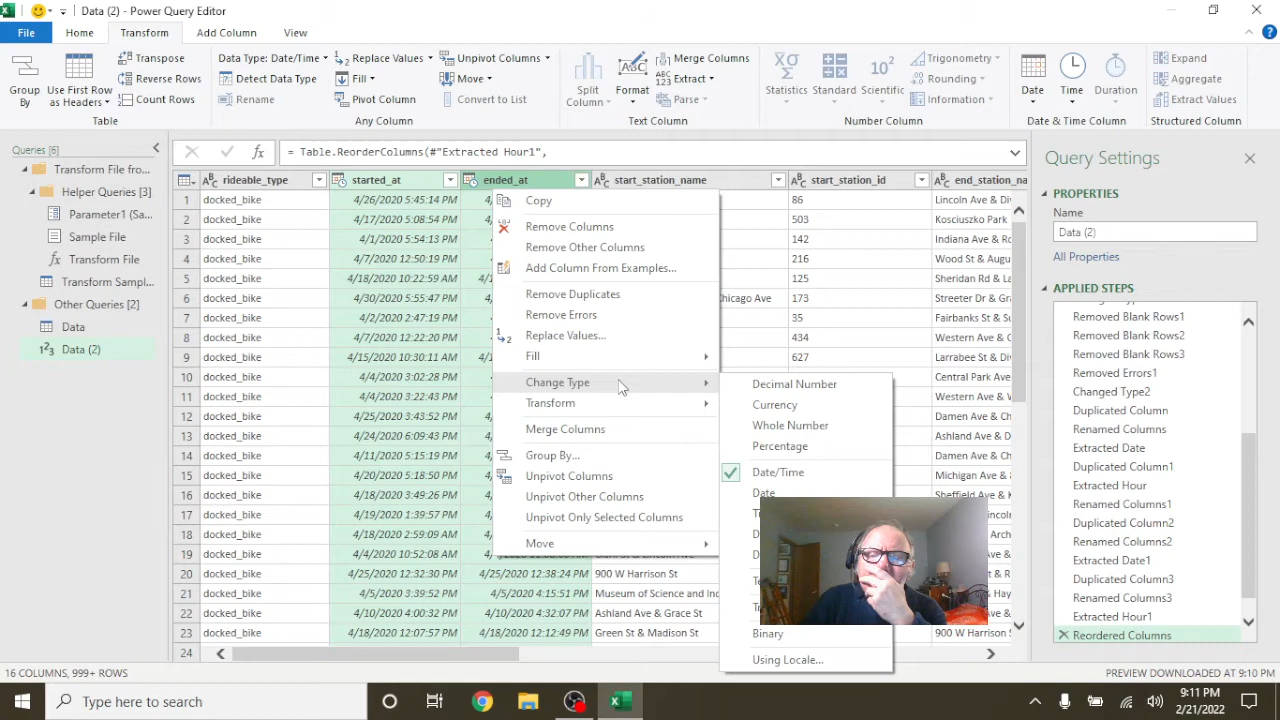 Data (2) - Power Query Editor
File Home Transform Add Column View
Group By
Use First Row as Headers
Transpose
Reverse Rows
Count Rows
Table
Data Type: Date/Time
Detect Data Type
Rename
Replace Values
Fill
Pivot Column
Unpivot Columns
Move
Convert to List
Any Column
Split Column
Format
Merge Columns
Extract
Parse
Text Column
Statistics
Standard
Scientific
Trigonometry
Rounding
Information
Number Column
Date
Time
Duration
Date & Time Column
Expand
Aggregate
Extract Values
Structured Column
Queries [6]
Transform File fro...
Helper Queries [3]
Parameter1 (Sa...
Sample File
Transform File
Transform Sampl...
Other Queries [2]
Data
Data (2)
= Table.ReorderColumns(#"Extracted Hour1",
rideable_type started_at ended_at start_station_name start_station_id end_station_na
1 docked_bike 4/26/2020 5:45:14 PM 86 Lincoln Ave & D
2 docked_bike 4/17/2020 5:08:54 PM 503 Kosciuszko Park
3 docked_bike 4/1/2020 5:54:13 PM 142 Indiana Ave & R
4 docked_bike 4/7/2020 12:50:19 PM 216 Wood St & Augu
5 docked_bike 4/18/2020 10:22:59 AM 125 Sheridan Rd & L
6 docked_bike 4/30/2020 5:55:47 PM hicago Ave 173 Streeter Dr & G
7 docked_bike 4/2/2020 12:47:19 PM 35 Fairbanks St & Su
8 docked_bike 4/7/2020 12:22:20 PM 434 Western Ave &
9 docked_bike 4/15/2020 10:30:11 AM 627 Larrabee St & D
10 docked_bike 4/4/2020 3:02:28 PM Central Park Ave
11 docked_bike 4/4/2020 3:22:43 PM Western Ave &
12 docked_bike 4/25/2020 3:43:52 PM Damen Ave & C
13 docked_bike 4/24/2020 6:09:43 PM Ashland Ave & D
14 docked_bike 4/11/2020 5:15:19 PM Damen Ave & C
15 docked_bike 4/20/2020 5:18:50 PM Michigan Ave &
16 docked_bike 4/18/2020 3:49:26 PM Sheffield Ave &
17 docked_bike 4/19/2020 1:39:57 PM Lincoln
18 docked_bike 4/18/2020 2:59:09 AM Arch
19 docked_bike 4/4/2020 10:52:08 AM
20 docked_bike 4/25/2020 12:32:30 PM 4/25/2020 12:38:24 PM 900 W Harrison St
21 docked_bike 4/5/2020 3:39:52 PM 4/5/2020 4:15:51 PM Museum of Science and Ind
22 docked_bike 4/10/2020 4:00:32 PM 4/10/2020 4:32:07 PM Ashland Ave & Grace St
23 docked_bike 4/18/2020 12:07:57 PM 4/18/2020 12:12:49 PM Green St & Madison St 900 W Harrison
24
Copy
Remove Columns
Remove Other Columns
Add Column From Examples...
Remove Duplicates
Remove Errors
Replace Values...
Fill
Change Type
Transform
Merge Columns
Group By...
Unpivot Columns
Unpivot Other Columns
Unpivot Only Selected Columns
Move
Decimal Number
Currency
Whole Number
Percentage
Date/Time
Date
Binary
Using Locale...
Query Settings
PROPERTIES
Name
Data (2)
All Properties
APPLIED STEPS
Removed Blank Rows1
Removed Blank Rows2
Removed Blank Rows3
Removed Errors1
Changed Type2
Duplicated Column
Renamed Columns
Extracted Date
Duplicated Column1
Extracted Hour
Renamed Columns1
Duplicated Column2
Renamed Columns2
Extracted Date1
Duplicated Column3
Renamed Columns3
Extracted Hour1
Reordered Columns
16 COLUMNS, 999+ ROWS
PREVIEW DOWNLOADED AT 9:10 PM
Type here to search
9:11 PM
2/21/2022